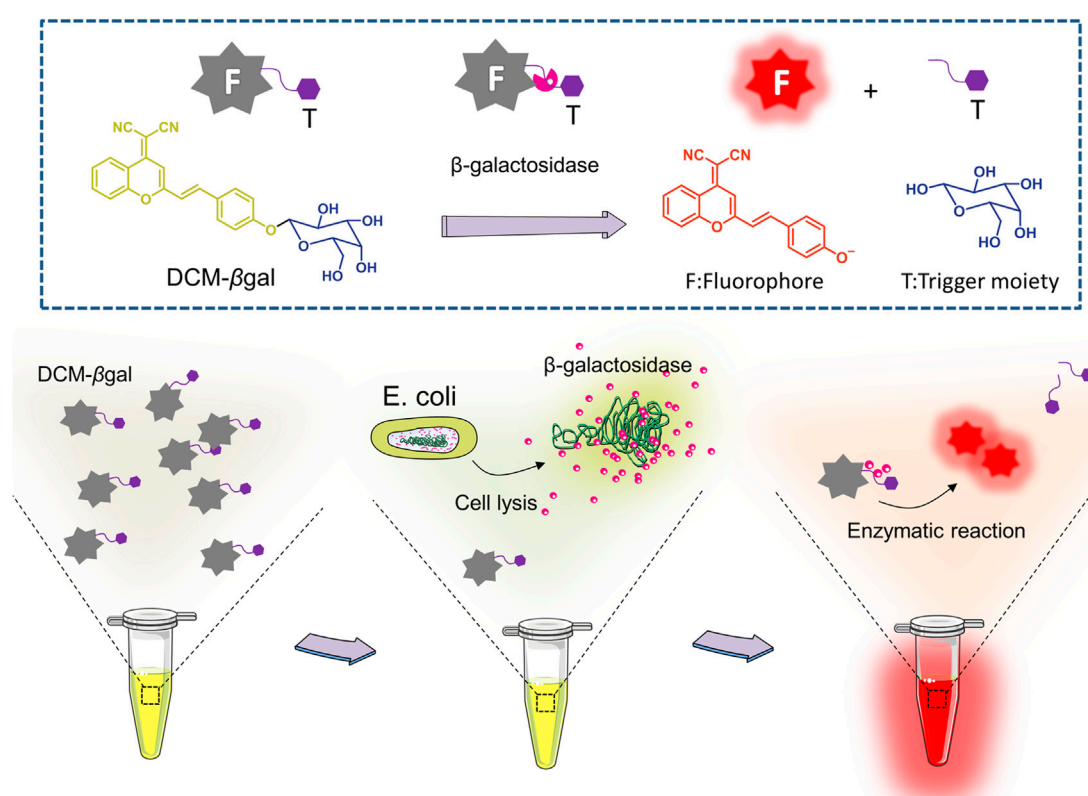 F
T
F
T
F
+
T
CN CN
O
O
O
OH
OH
HO
OH
DCM-βgal
β-galactosidase
NC CN
O
O⁻
F:Fluorophore
OH
HO
OH
O
HO
OH
T:Trigger moiety
DCM-βgal
E. coli
β-galactosidase
Cell lysis
Enzymatic reaction